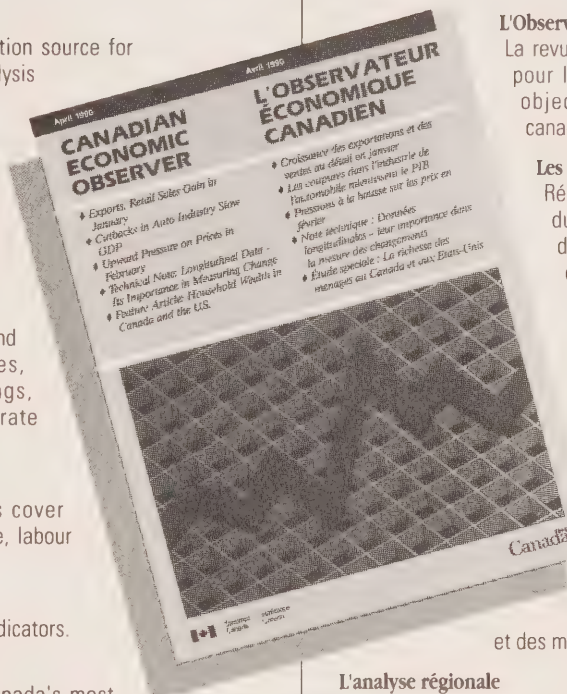 tion source for
lysis
nd
es,
ngs,
rate
s cover
e, labour
dicators.
nada's most
April 1990
CANADIAN
ECONOMIC
OBSERVER
♦ Exports, Retail Sales Gain in
January
♦ Cutbacks in Auto Industry Slow
GDP
♦ Upward Pressure on Prices in
February
♦ Technical Note: Longitudinal Data -
Its Importance in Measuring Change
♦ Feature Article: Household Wealth in
Canada and the U.S.
Avril 1990
L'OBSERVATEUR
ÉCONOMIQUE
CANADIEN
♦ Croissance des exportations et des
ventes au détail en janvier
♦ Les coupures dans l'industrie de
l'automobile ralentissent le PIB
♦ Pressions à la hausse sur les prix en
février
♦ Note technique : Données
longitudinales – leur importance dans
la mesure des changements
♦ Étude spéciale : La richesse des
ménages au Canada et aux États-Unis
Statistics Statistique
Canada Canada
Canada
L'Observ
La revu
pour l
objec
cana
Les
Ré
du
d
et des m
L'analyse régionale